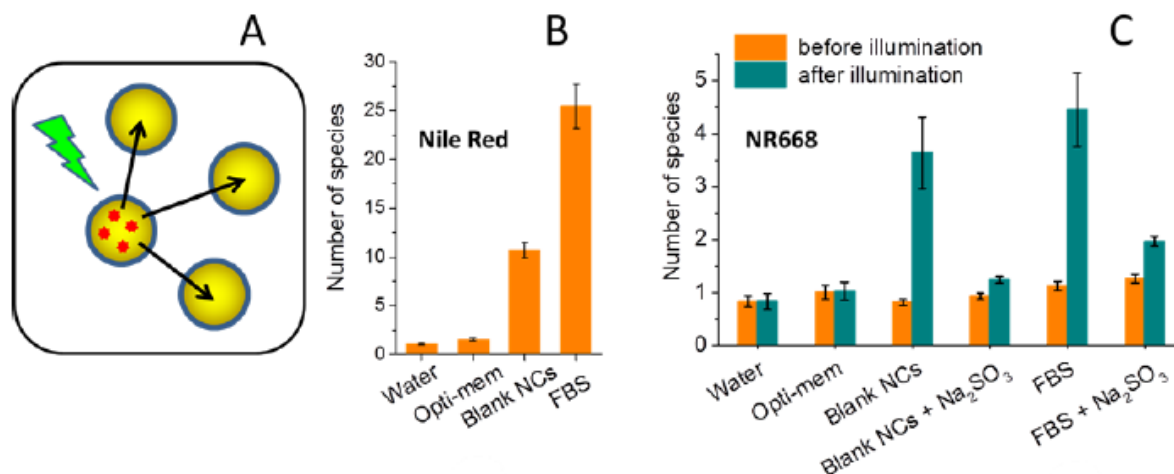 A
B
Number of species
30
25
20
15
10
5
0
Nile Red
Water
Opti-mem
Blank NCs
FBS
C
before illumination
after illumination
Number of species
5
4
3
2
1
0
NR668
Water
Opti-mem
Blank NCs
Blank NCs + Na₂SO₃
FBS
FBS + Na₂SO₃